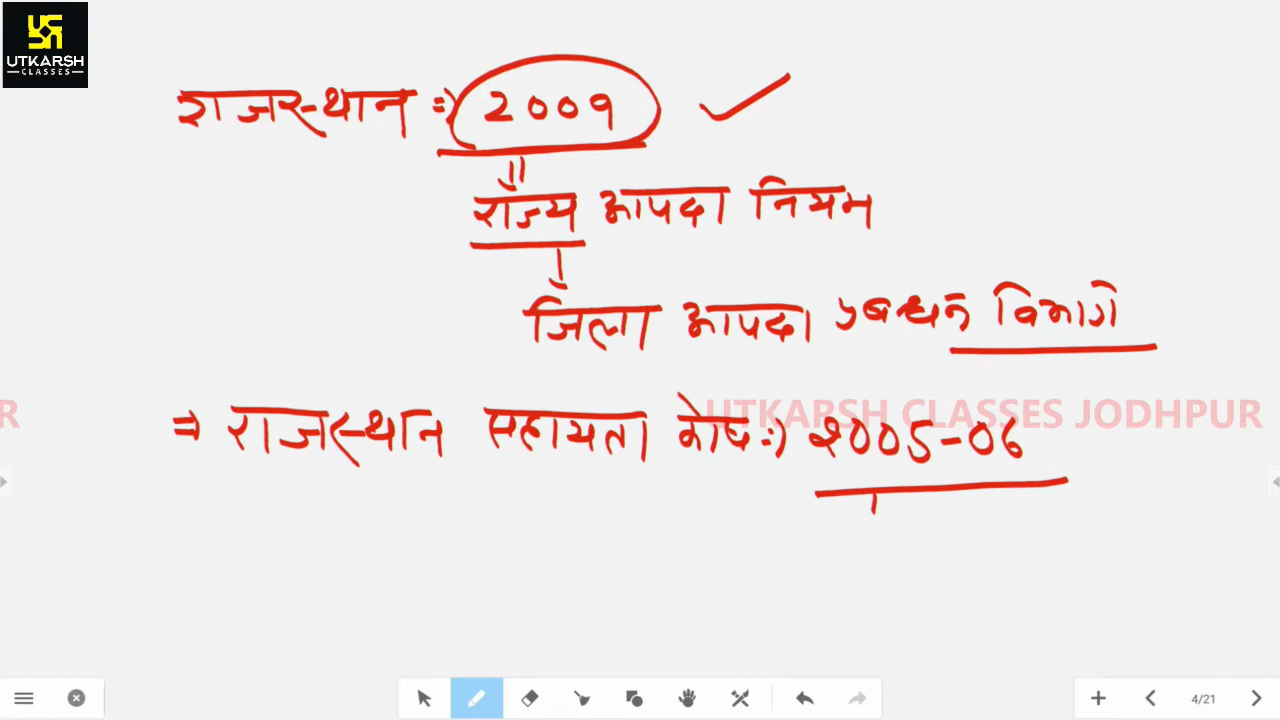 UTKARSH
CLASSES
राजस्थान ⇒ 2009 ✓
राज्य आपदा नियम
जिला आपदा प्रबन्धन विभाग
⇒ राजस्थान सहायता कोष ⇒ 2005-06
UTKARSH CLASSES JODHPUR
R
4/21